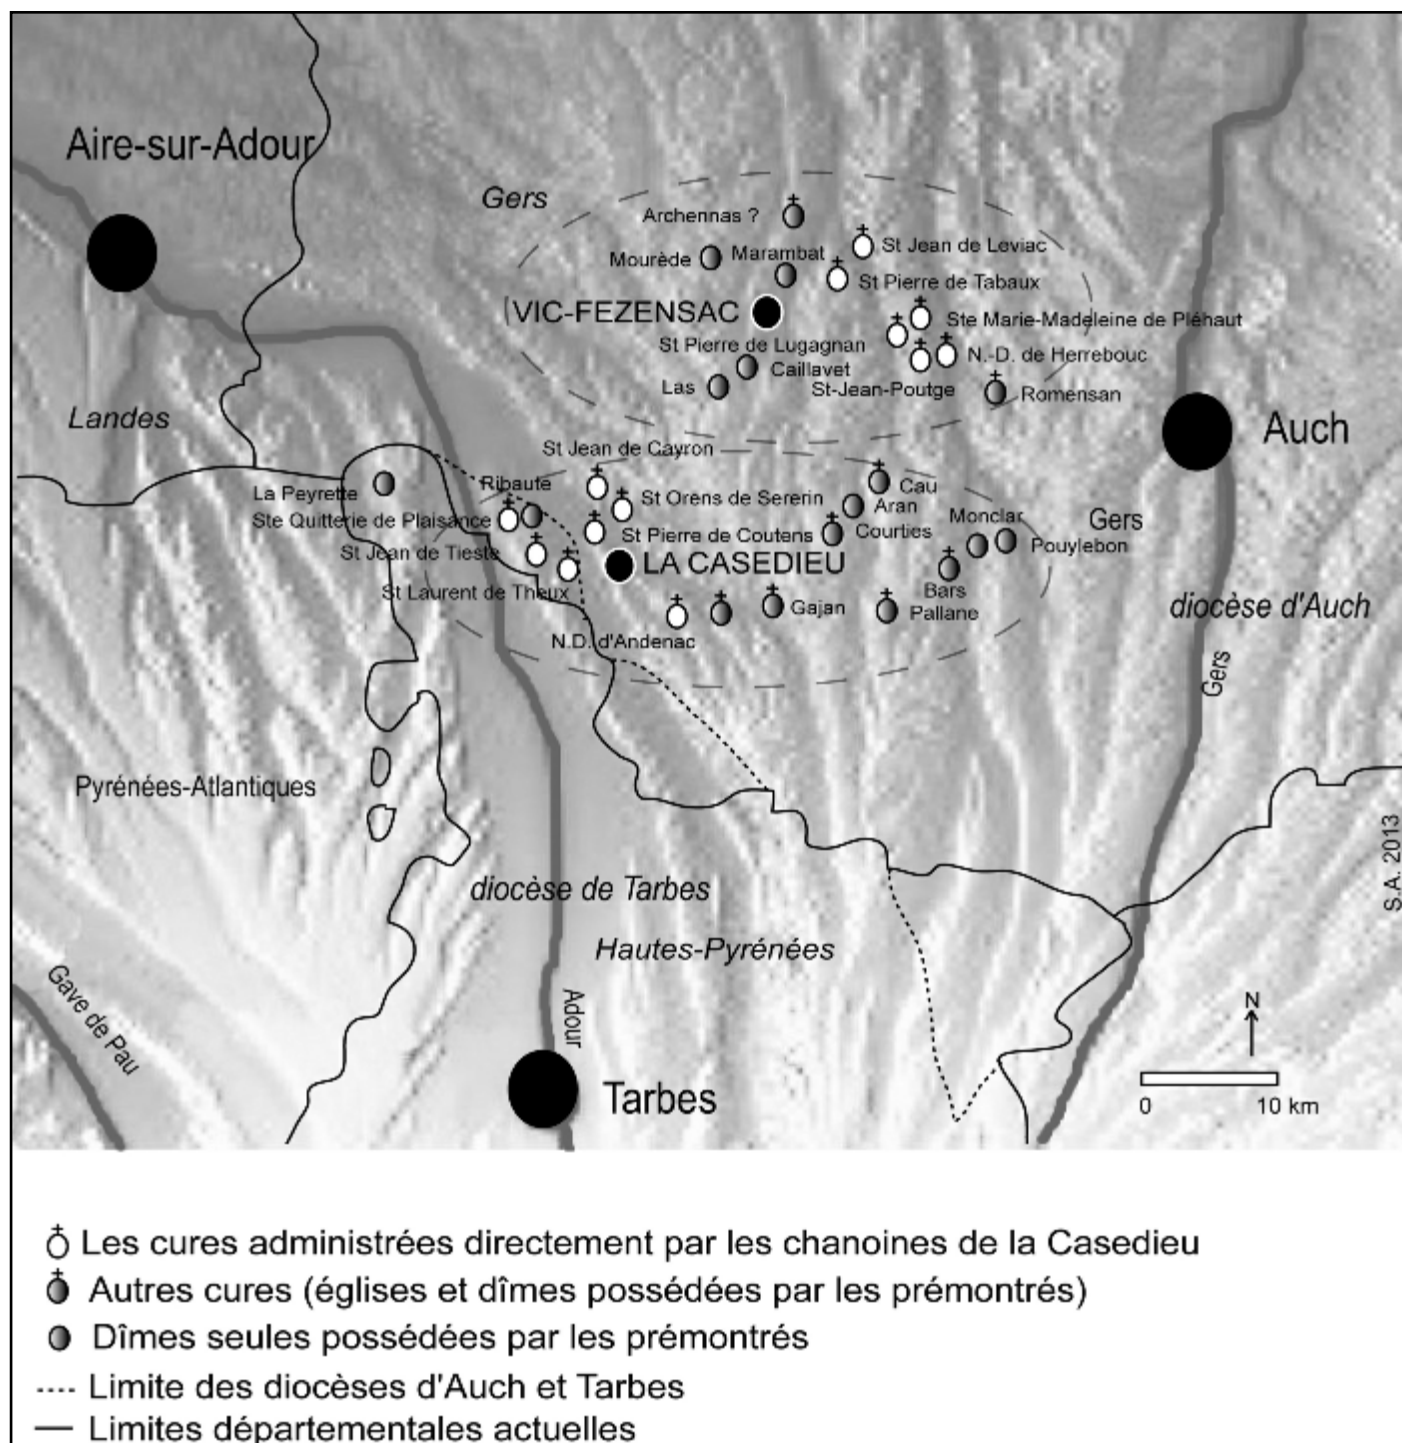 Aire-sur-Adour
Gers
Archennas ?
St Jean de Leviac
Mourède
Marambat
St Pierre de Tabaux
VIC-FEZENSAC
Ste Marie-Madeleine de Pléhaut
St Pierre de Lugagnan
N.-D. de Herrebouc
Caillavet
Las
St-Jean-Poutge
Romensan
Landes
Auch
St Jean de Cayron
La Peyrette
Ribaute
St Orens de Sererin
Cau
Aran
Ste Quitterie de Plaisance
St Pierre de Coutens
Courties
Monclar
Gers
St Jean de Tieste
Pouylebon
LA CASEDIEU
St Laurent de Theux
Bars
Gajan
Pallane
diocèse d'Auch
N.D. d'Andenac
Gers
Pyrénées-Atlantiques
S.A. 2013
diocèse de Tarbes
Hautes-Pyrénées
Gave de Pau
Adour
N
Tarbes
0 10 km
Les cures administrées directement par les chanoines de la Casedieu
Autres cures (églises et dîmes possédées par les prémontrés)
Dîmes seules possédées par les prémontrés
Limite des diocèses d'Auch et Tarbes
Limites départementales actuelles